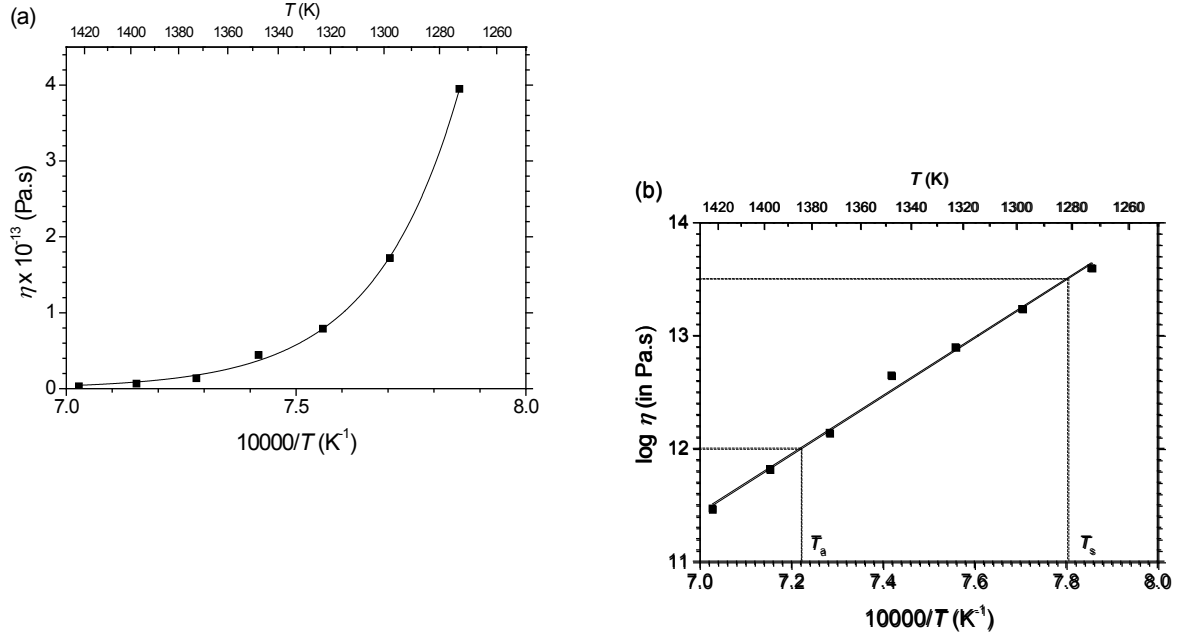 (a)
T (K)
1420 1400 1380 1360 1340 1320 1300 1280 1260
4
3
2
1
0
η x 10⁻¹³ (Pa.s)
7.0 7.5 8.0
10000/T (K⁻¹)
(b)
T (K)
1420 1400 1380 1360 1340 1320 1300 1280 1260
14
13
12
11
log η (in Pa.s)
Tₐ Tₛ
7.0 7.2 7.4 7.6 7.8 8.0
10000/T (K⁻¹)